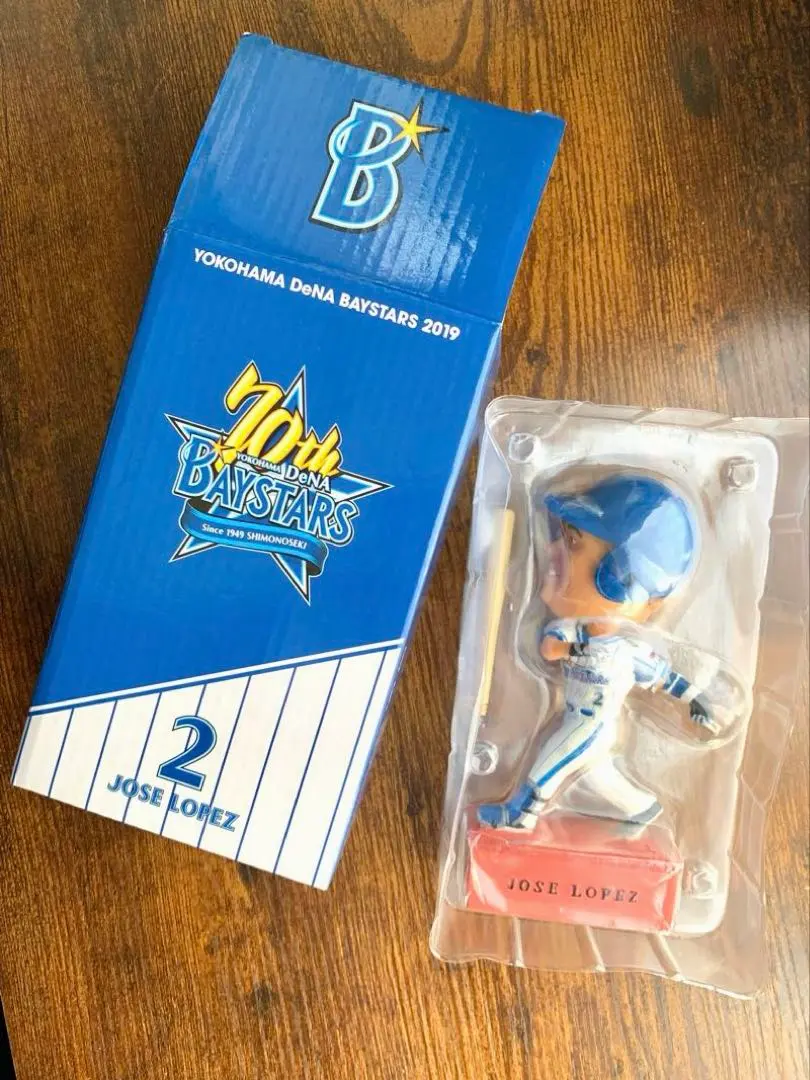 B
YOKOHAMA DeNA BAYSTARS 2019
70th
YOKOHAMA DeNA
BAYSTARS
Since 1949 SHIMONOSEKI
2
JOSE LOPEZ
2
JOSE LOPEZ